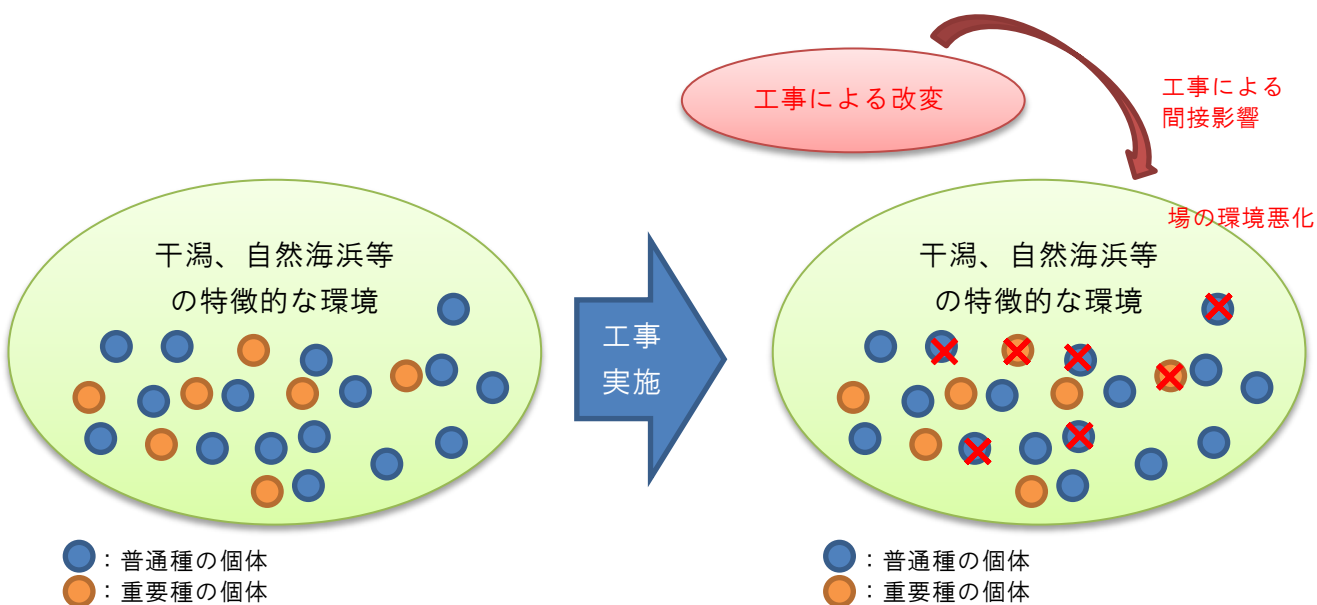 工事による改変
工事による
間接影響
場の環境悪化
干潟、自然海浜等
の特徴的な環境
工事
実施
干潟、自然海浜等
の特徴的な環境
：普通種の個体
：重要種の個体
：普通種の個体
：重要種の個体